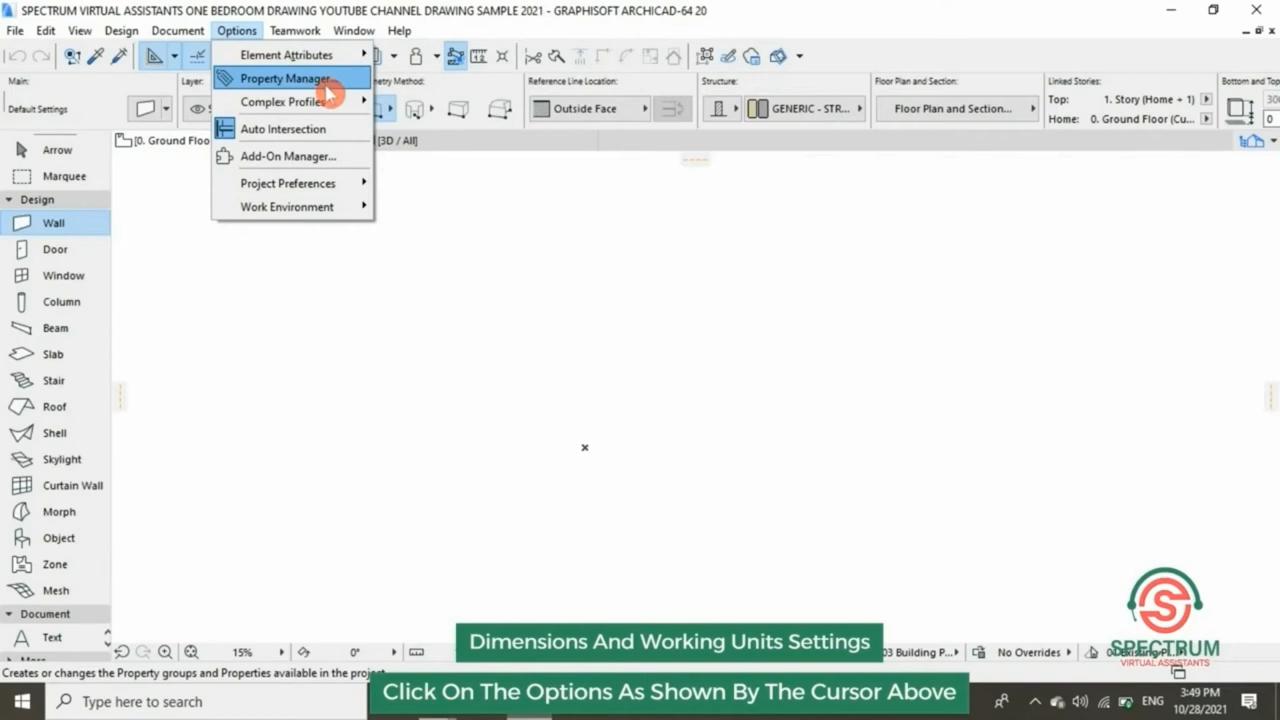 SPECTRUM VIRTUAL ASSISTANTS ONE BEDROOM DRAWING YOUTUBE CHANNEL DRAWING SAMPLE 2021 - GRAPHISOFT ARCHICAD-64 20
File Edit View Design Document Options Teamwork Window Help
Element Attributes
Property Manager...
Complex Profiles
Auto Intersection
Add-On Manager...
Project Preferences
Work Environment
Main:
Default Settings
Layer:
Geometry Method:
Reference Line Location:
Outside Face
Structure:
GENERIC - STR...
Floor Plan and Section:
Floor Plan and Section...
Linked Stories:
Top: 1. Story (Home + 1)
Home: 0. Ground Floor (Cu...
Bottom and Top
0
[0. Ground Floo
[3D / All]
Arrow
Marquee
Design
Wall
Door
Window
Column
Beam
Slab
Stair
Roof
Shell
Skylight
Curtain Wall
Morph
Object
Zone
Mesh
Document
Text
15% 0°
03 Building P...
No Overrides
Creates or changes the Property groups and Properties available in the project
Dimensions And Working Units Settings
Click On The Options As Shown By The Cursor Above
SPECTRUM
VIRTUAL ASSISTANTS
Type here to search
ENG
3:49 PM
10/28/2021